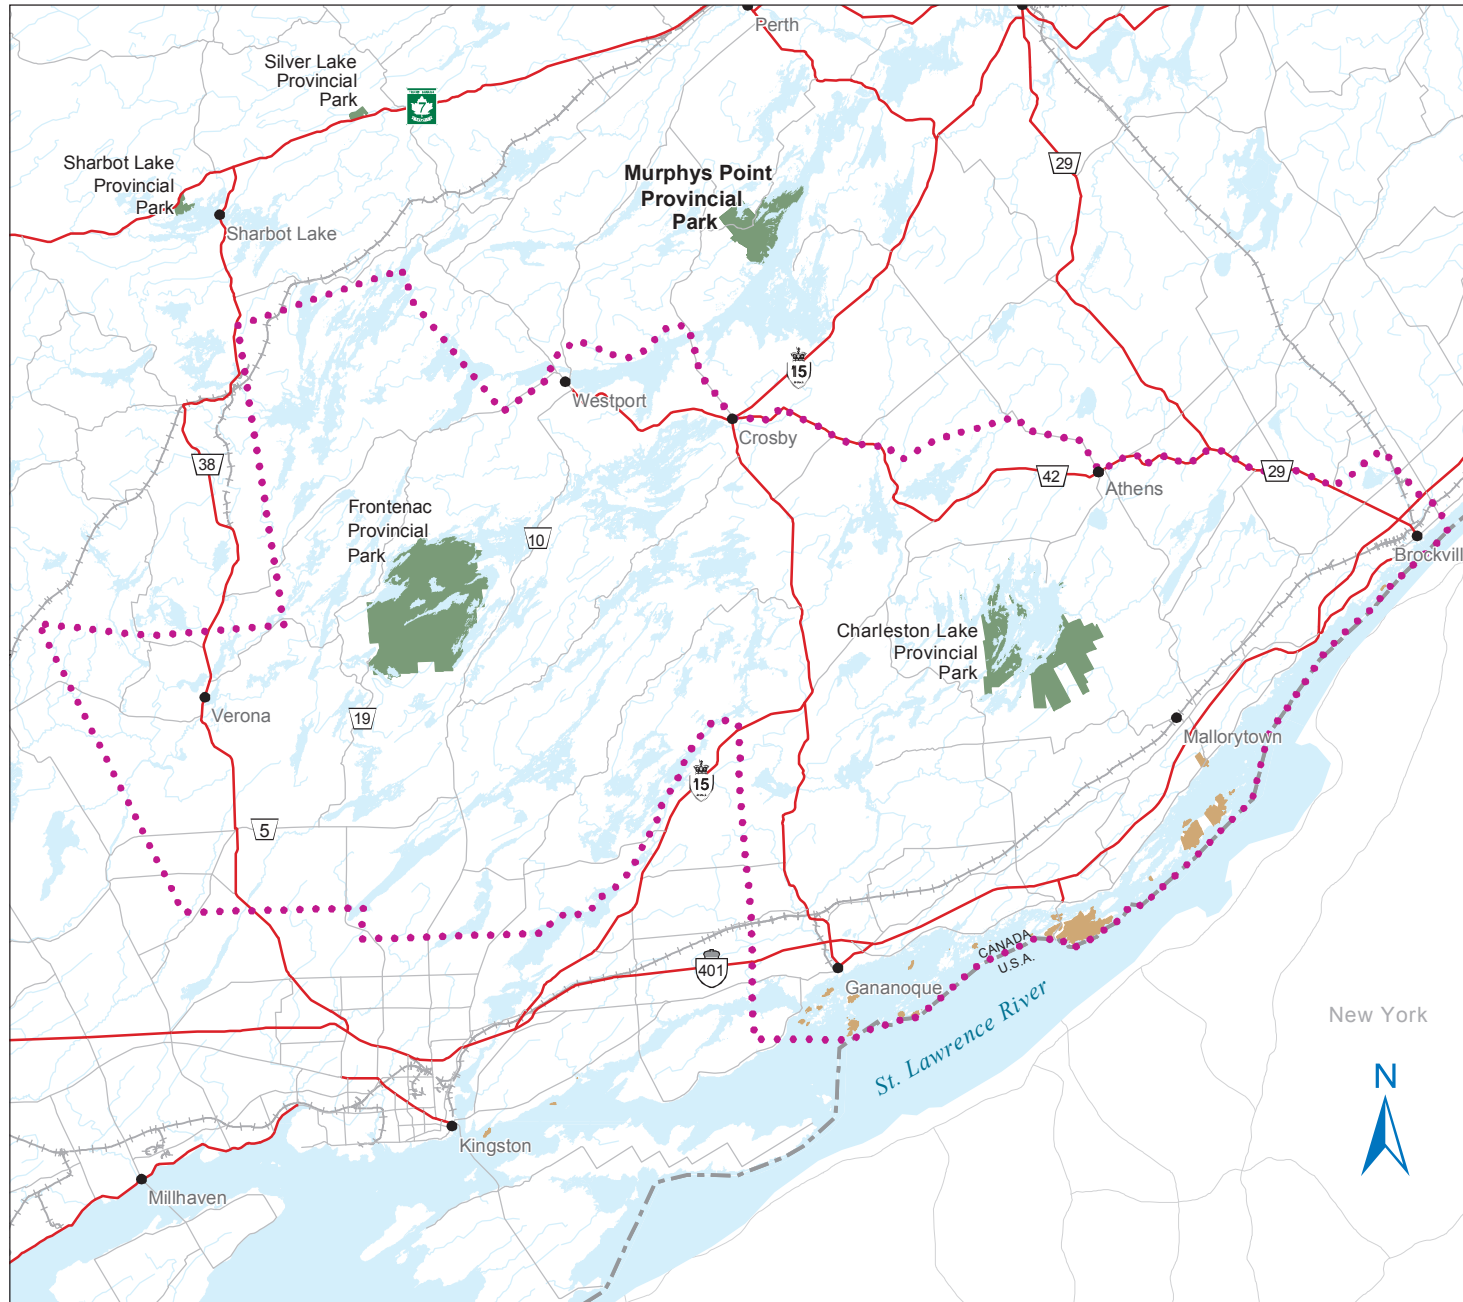 Perth
Silver Lake
Provincial
Park
7
29
Sharbot Lake
Provincial
Park
Murphys Point
Provincial
Park
Sharbot Lake
15
Westport
Crosby
38
42
29
Athens
Frontenac
Provincial
Park
10
Brockvill
Charleston Lake
Provincial
Park
19
Verona
Mallorytown
15
5
CANADA
U.S.A.
401
Gananoque
St. Lawrence River
New York
N
Kingston
Millhaven